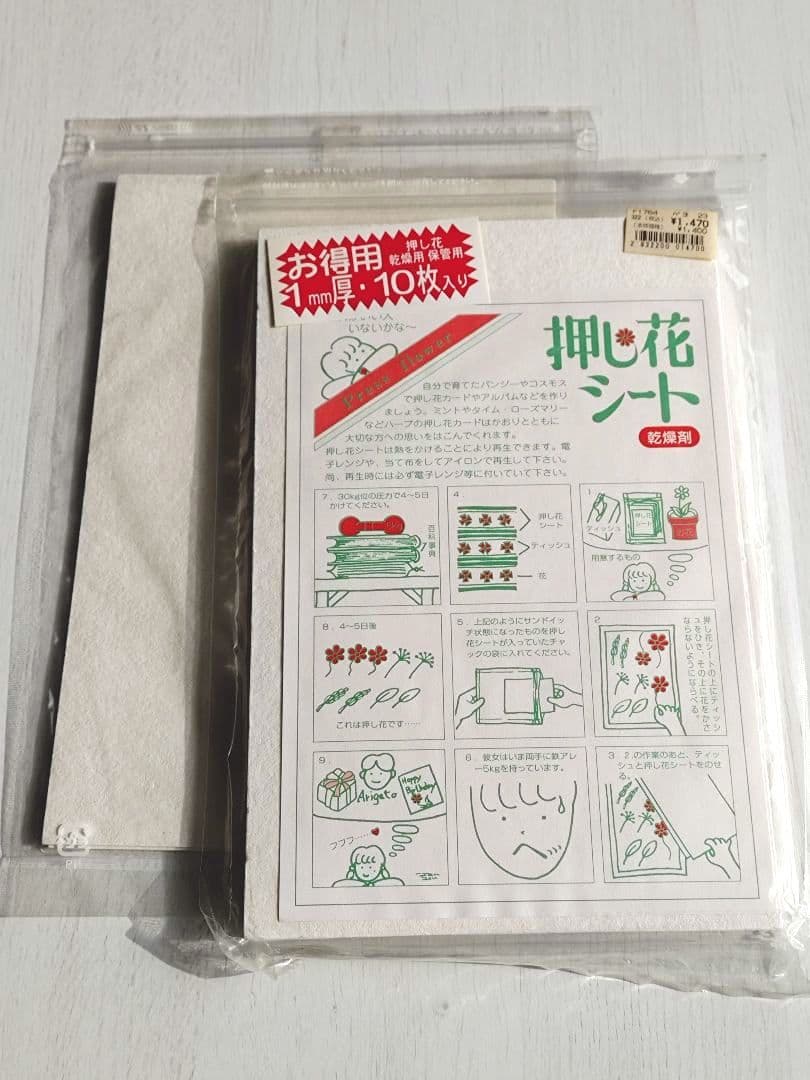 お得用
押し花
乾燥用 保管用
1mm厚・10枚入り
¥1,470
¥1,400
2 832200 014700
いないかな〜
Press flower
押し花
シート
乾燥剤
自分で育てたパンジーやコスモス
で押し花カードやアルバムなどを作り
ましょう。ミントやタイム・ローズマリー
などハーブの押し花カードはかおりとともに
大切な方への思いをはこんでくれます。
押し花シートは熱をかけることにより再生できます。電
子レンジや、当て布をしてアイロンで再生して下さい。
尚、再生時には必ず電子レンジ等に付いていて下さい。
1
ティッシュ
押し花
シート
用意するもの
2
押し花シートの上にティッシ
ュをひき、その上に花をかさ
ならないようにならべる。
3．2.の作業のあと、ティッ
シュと押し花シートをのせ
る。
4．
押し花
シート
ティッシュ
花
5．上記のようにサンドイッ
チ状態になったものを押し
花シートが入っていたチャ
ックの袋に入れてください。
6．彼女はいま両手に鉄アレ
ー5kgを持っています。
7．30kg位の圧力で4〜5日
かけてください。
百科事典
8．4〜5日後
これは押し花です……
9．
Arigato
Happy
Birthday
フフフ……